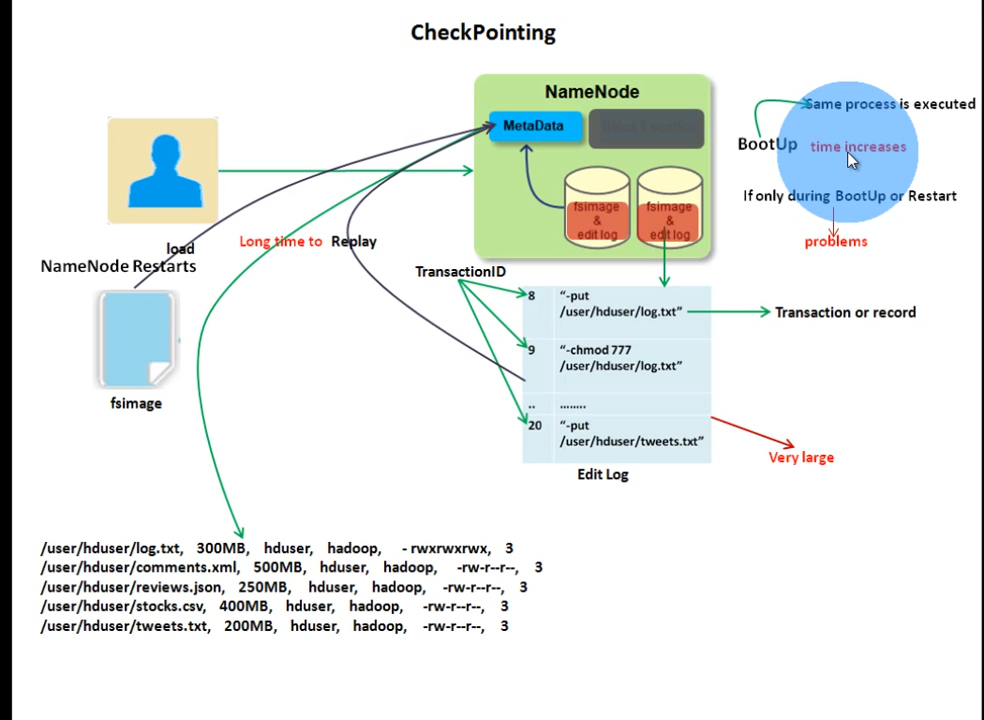 CheckPointing
NameNode
MetaData
fsimage
&
edit log
fsimage
&
edit log
Same process is executed
BootUp
time increases
If only during BootUp or Restart
problems
load
Long time to Replay
NameNode Restarts
fsimage
TransactionID
8 “-put
/user/hduser/log.txt”
Transaction or record
9 “-chmod 777
/user/hduser/log.txt”
.. ........
20 “-put
/user/hduser/tweets.txt”
Very large
Edit Log
/user/hduser/log.txt, 300MB, hduser, hadoop, - rwxrwxrwx, 3
/user/hduser/comments.xml, 500MB, hduser, hadoop, -rw-r--r--, 3
/user/hduser/reviews.json, 250MB, hduser, hadoop, -rw-r--r--, 3
/user/hduser/stocks.csv, 400MB, hduser, hadoop, -rw-r--r--, 3
/user/hduser/tweets.txt, 200MB, hduser, hadoop, -rw-r--r--, 3